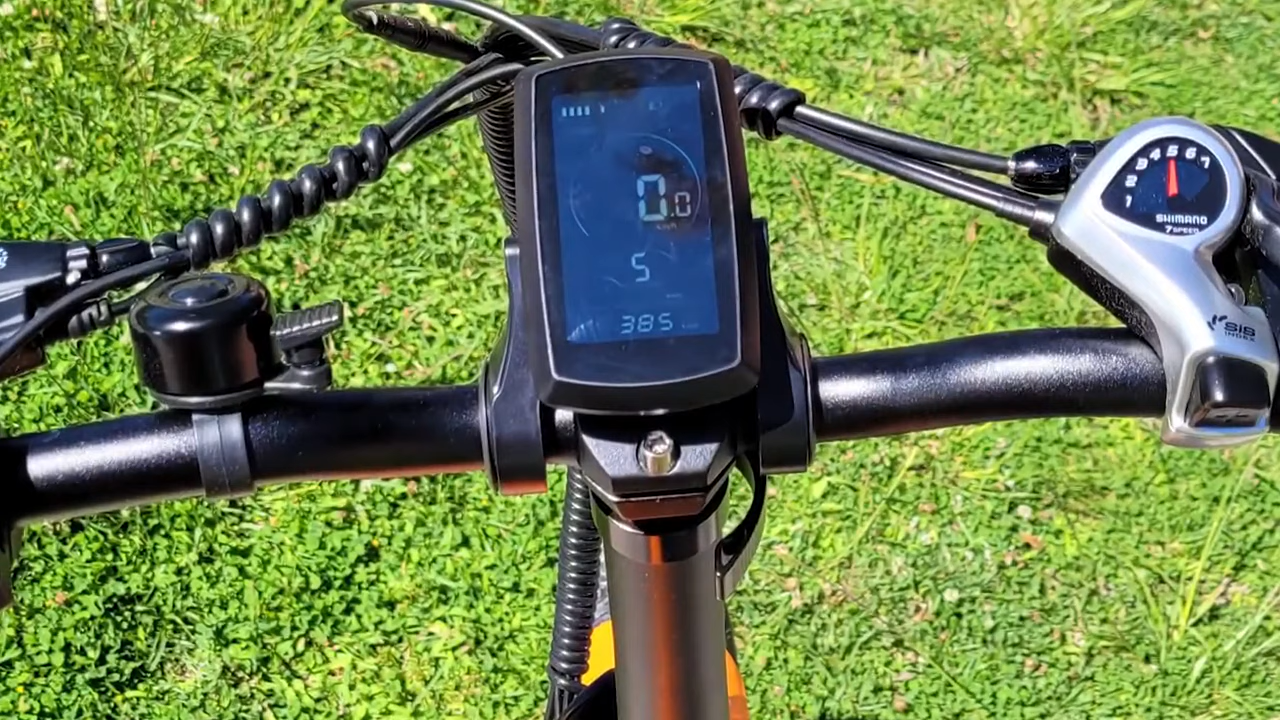 0.0
km/h
5
385
1 2 3 4 5 6 7
SHIMANO
7 SPEED
SIS
INDEX